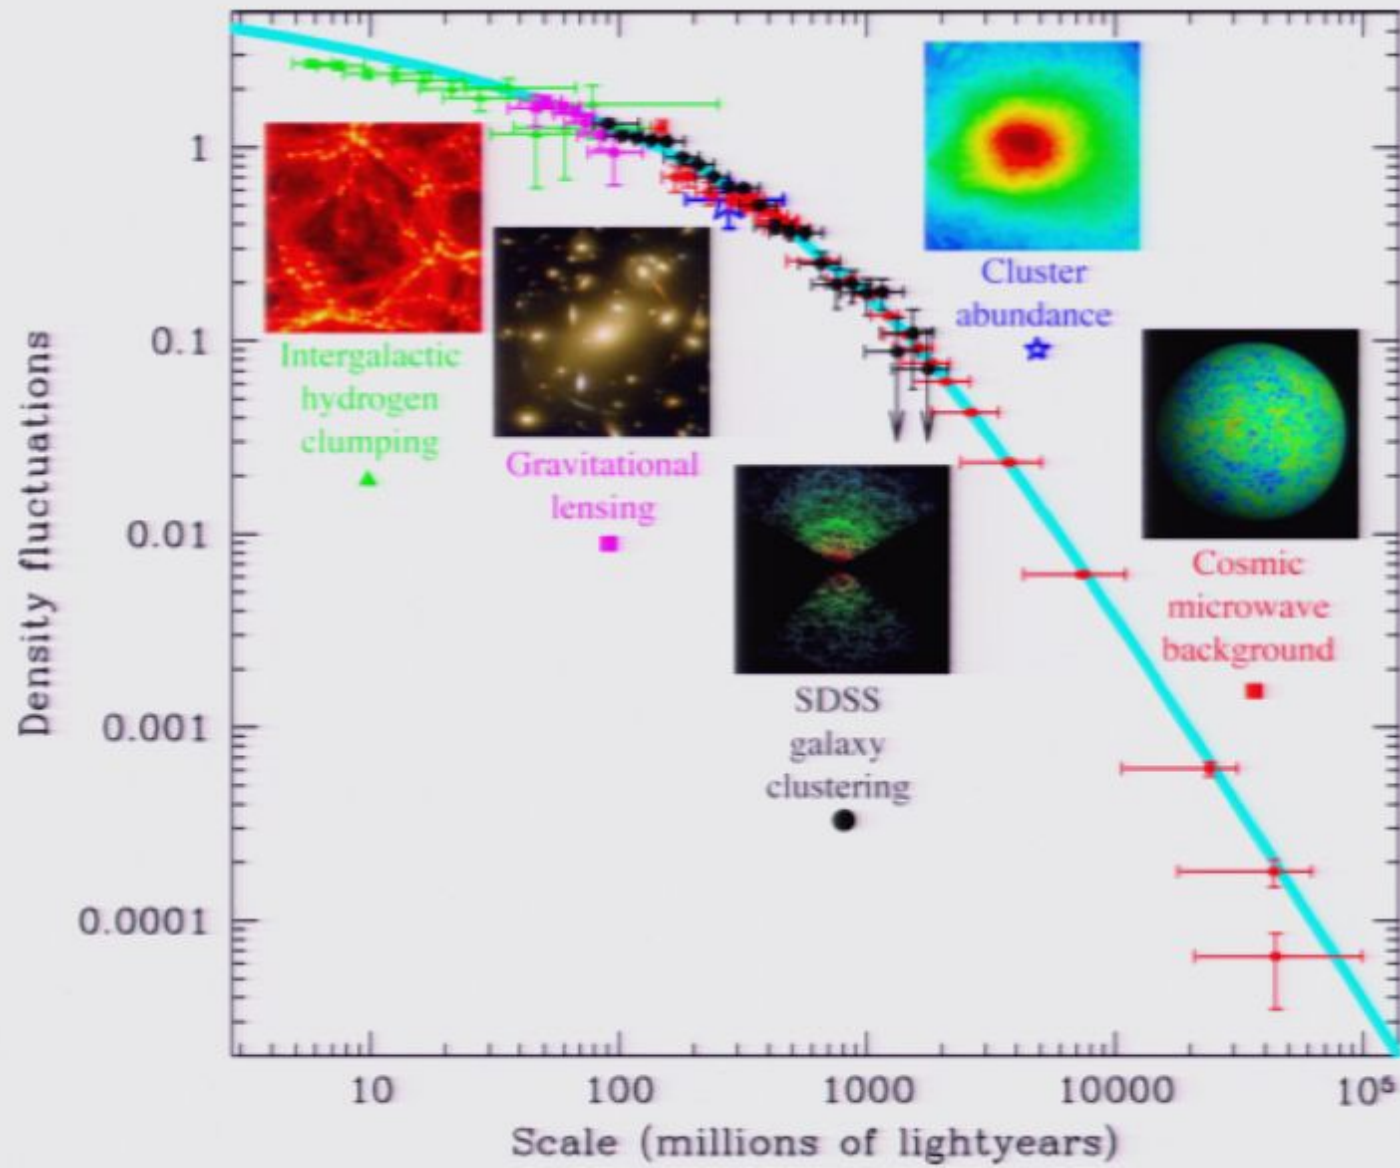 Density fluctuations
1
0.1
0.01
0.001
0.0001
Intergalactic
hydrogen
clumping
Gravitational
lensing
SDSS
galaxy
clustering
Cluster
abundance
Cosmic
microwave
background
10
100
1000
10000
10⁵
Scale (millions of lightyears)